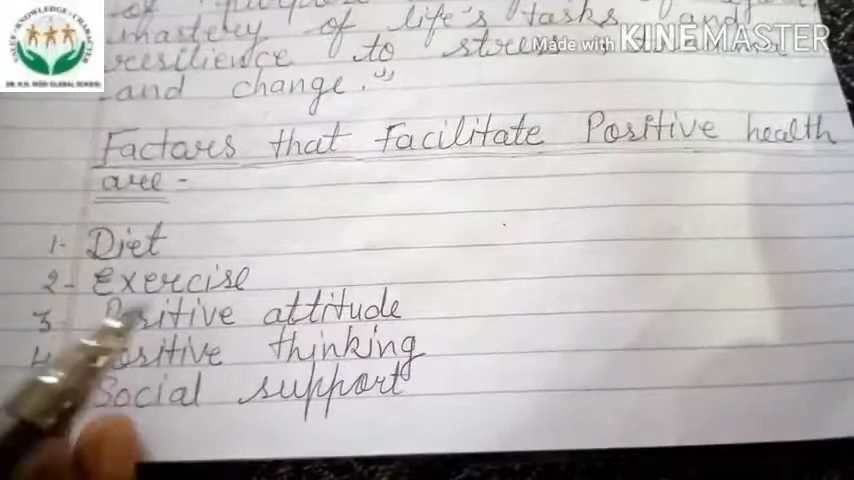 of
mastery of life's tasks and
resilience to stress
and change."
Made with KINEMASTER
Factors that Facilitate Positive health
are -
1- Diet
2- Exercise
3 Positive attitude
4 Positive thinking
Social support